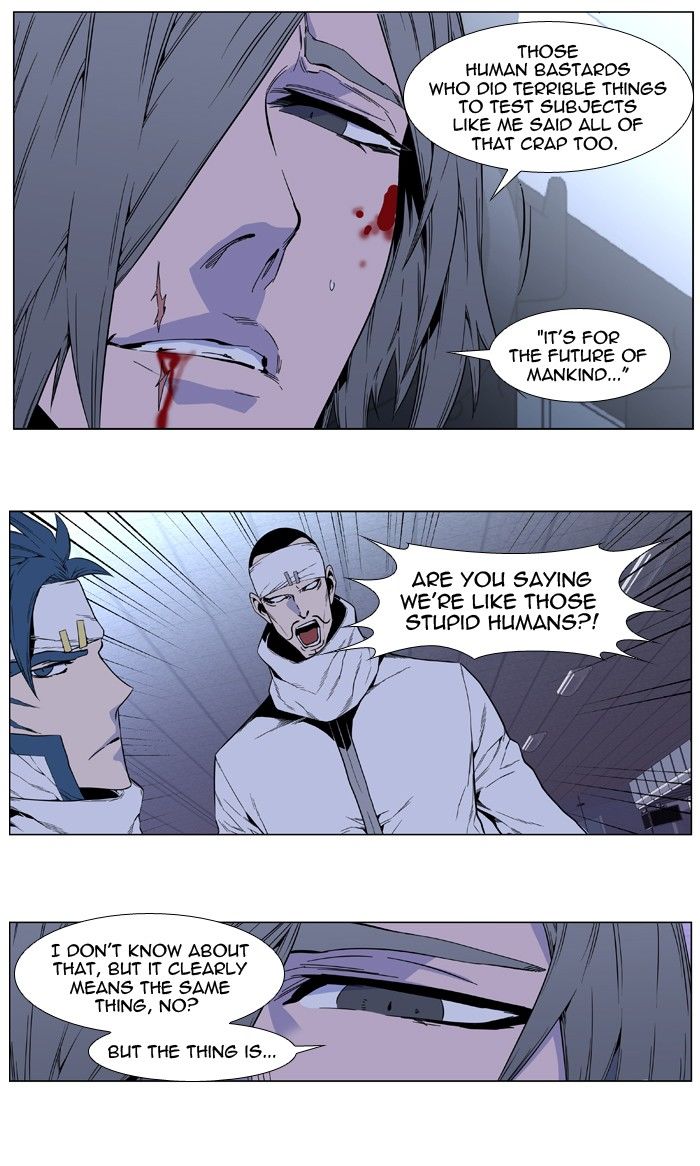 THOSE
HUMAN BASTARDS
WHO DID TERRIBLE THINGS
TO TEST SUBJECTS
LIKE ME SAID ALL OF
THAT CRAP TOO.
"IT'S FOR
THE FUTURE OF
MANKIND..."
ARE YOU SAYING
WE'RE LIKE THOSE
STUPID HUMANS?!
I DON'T KNOW ABOUT
THAT, BUT IT CLEARLY
MEANS THE SAME
THING, NO?
BUT THE THING IS...